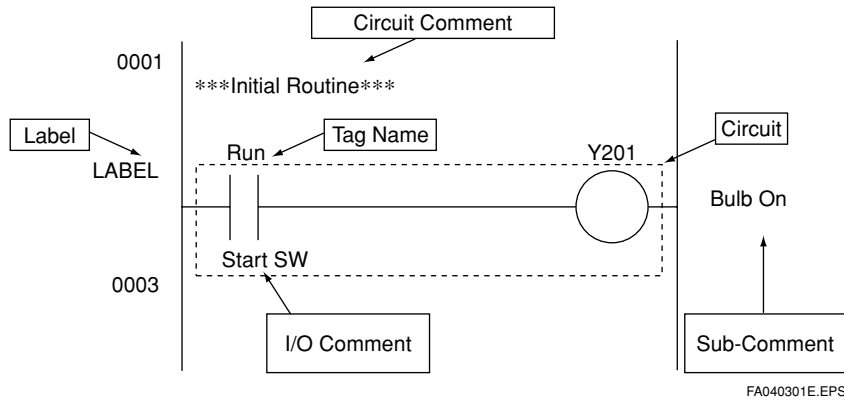 Circuit Comment
0001
***Initial Routine***
Label
Tag Name
Circuit
LABEL
Run
Y201
Bulb On
Start SW
0003
I/O Comment
Sub-Comment
FA040301E.EPS